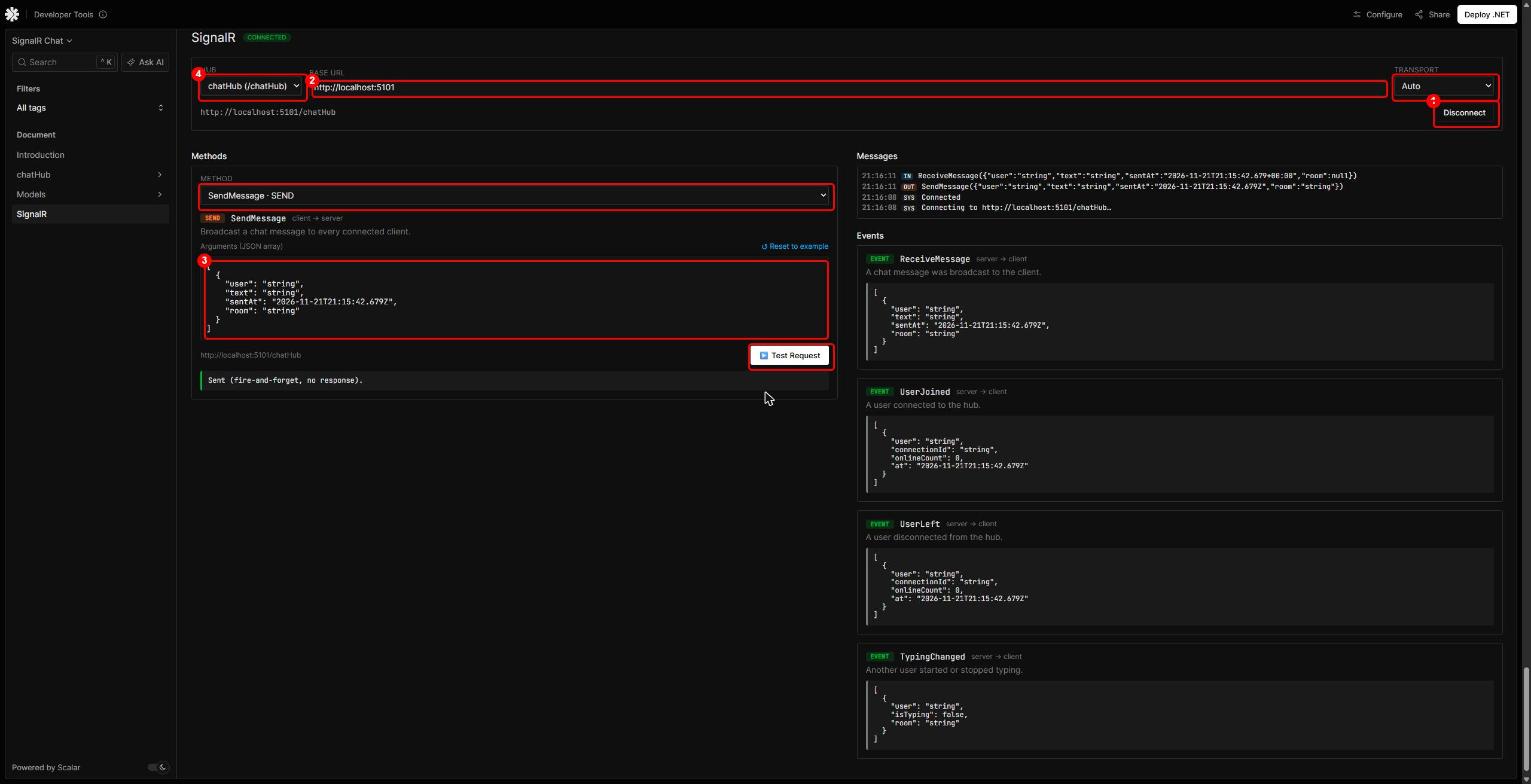 Developer Tools
Configure
Share
Deploy .NET
SignalR Chat
Search
^ K
Ask AI
Filters
All tags
Document
Introduction
chatHub
Models
SignalR
Powered by Scalar
SignalR CONNECTED
4
HUB
chatHub (/chatHub)
2
BASE URL
http://localhost:5101
TRANSPORT
Auto
http://localhost:5101/chatHub
1
Disconnect
Methods
METHOD
SendMessage · SEND
SEND SendMessage client → server
Broadcast a chat message to every connected client.
Arguments (JSON array)
↺ Reset to example
3
[
{
"user": "string",
"text": "string",
"sentAt": "2026-11-21T21:15:42.679Z",
"room": "string"
}
]
http://localhost:5101/chatHub
Test Request
Sent (fire-and-forget, no response).
Messages
21:16:11 IN ReceiveMessage({"user":"string","text":"string","sentAt":"2026-11-21T21:15:42.679+00:00","room":null})
21:16:11 OUT SendMessage({"user":"string","text":"string","sentAt":"2026-11-21T21:15:42.679Z","room":"string"})
21:16:08 SYS Connected
21:16:08 SYS Connecting to http://localhost:5101/chatHub…
Events
EVENT ReceiveMessage server → client
A chat message was broadcast to the client.
[
{
"user": "string",
"text": "string",
"sentAt": "2026-11-21T21:15:42.679Z",
"room": "string"
}
]
EVENT UserJoined server → client
A user connected to the hub.
[
{
"user": "string",
"connectionId": "string",
"onlineCount": 0,
"at": "2026-11-21T21:15:42.679Z"
}
]
EVENT UserLeft server → client
A user disconnected from the hub.
[
{
"user": "string",
"connectionId": "string",
"onlineCount": 0,
"at": "2026-11-21T21:15:42.679Z"
}
]
EVENT TypingChanged server → client
Another user started or stopped typing.
[
{
"user": "string",
"isTyping": false,
"room": "string"
}
]